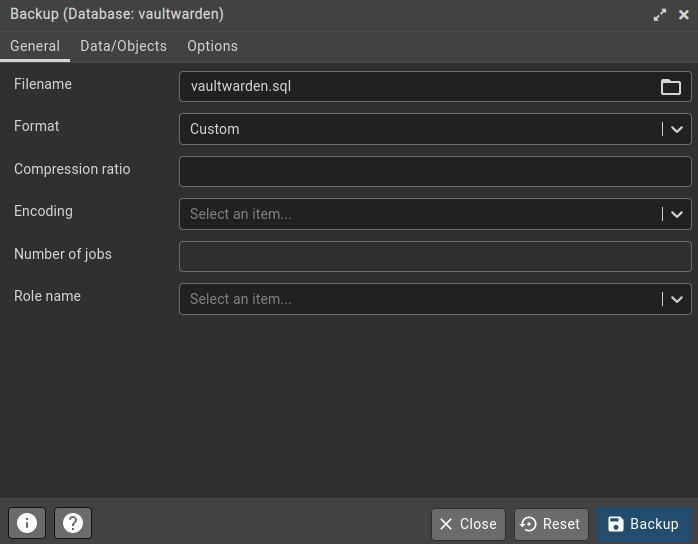 Backup (Database: vaultwarden)
General Data/Objects Options
Filename vaultwarden.sql
Format Custom
Compression ratio
Encoding Select an item...
Number of jobs
Role name Select an item...
Close Reset Backup